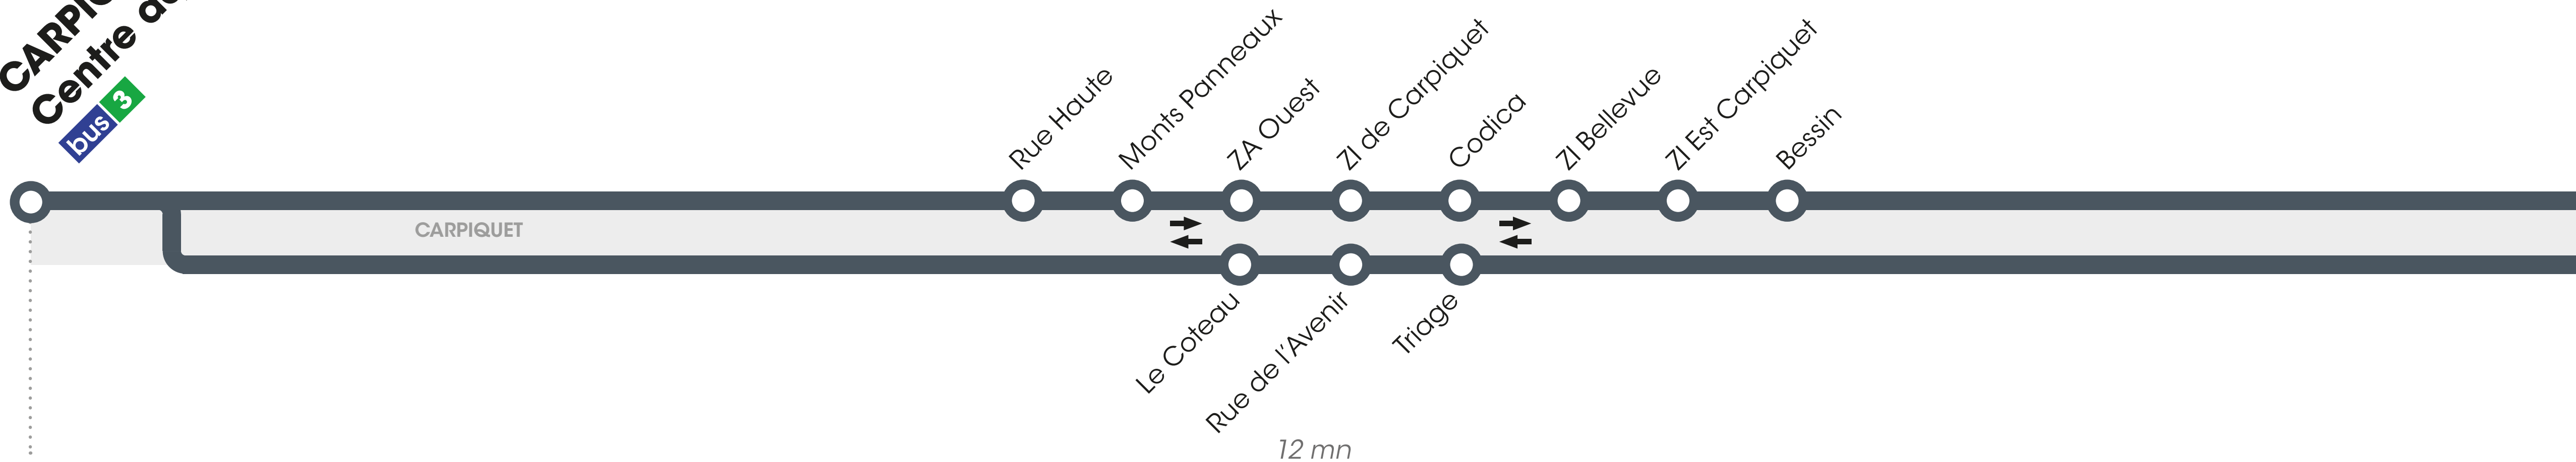 Centre
bus 3
Rue Haute
Monts Panneaux
ZA Ouest
ZI de Carpiquet
Codica
ZI Bellevue
ZI Est Carpiquet
Bessin
CARPIQUET
Le Coteau
Rue de l'Avenir
Triage
12 mn